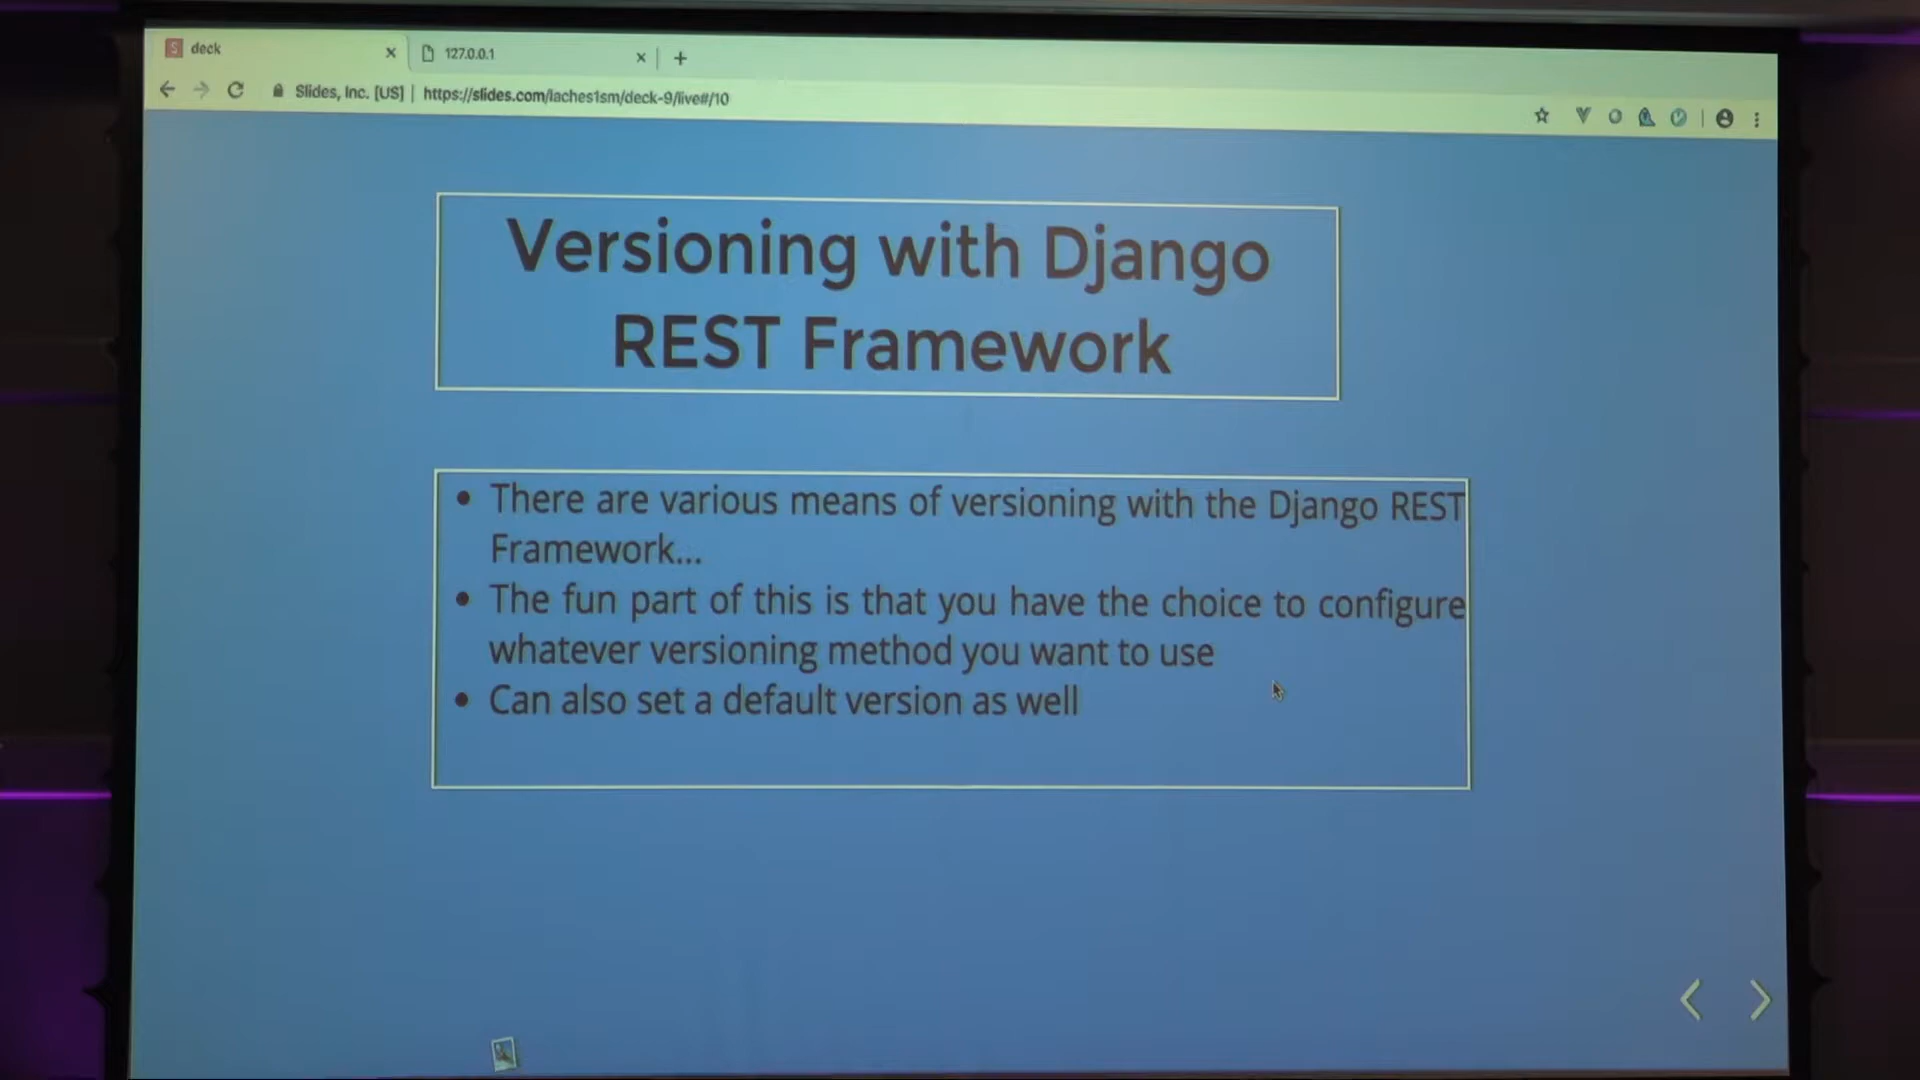 deck
127.0.0.1
Slides, Inc. [US] | https://slides.com/laches1sm/deck-9/live#/10
Versioning with Django
REST Framework
• There are various means of versioning with the Django REST
Framework...
• The fun part of this is that you have the choice to configure
whatever versioning method you want to use
• Can also set a default version as well